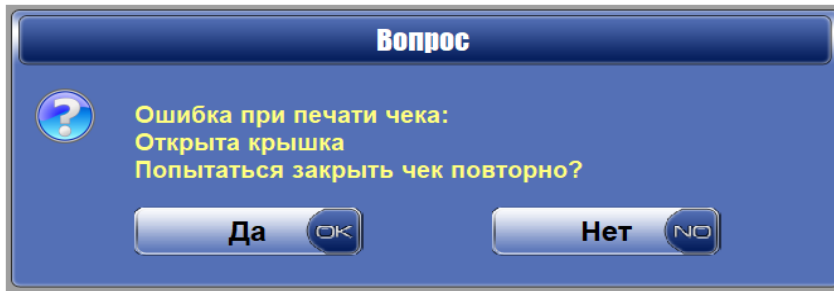 Вопрос
Ошибка при печати чека:
Открыта крышка
Попытаться закрыть чек повторно?
Да OK
Нет NO